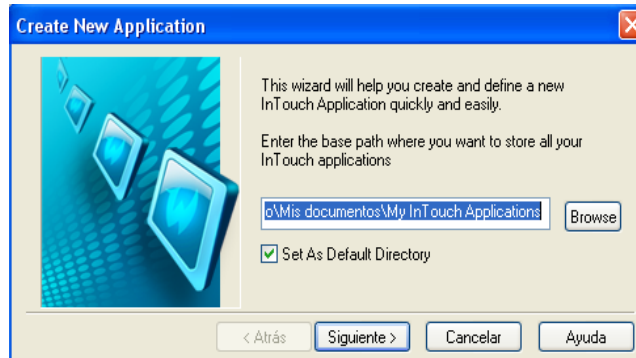 Create New Application
This wizard will help you create and define a new
InTouch Application quickly and easily.
Enter the base path where you want to store all your
InTouch applications
o\Mis documentos\My InTouch Applications
Browse
Set As Default Directory
< Atrás
Siguiente >
Cancelar
Ayuda